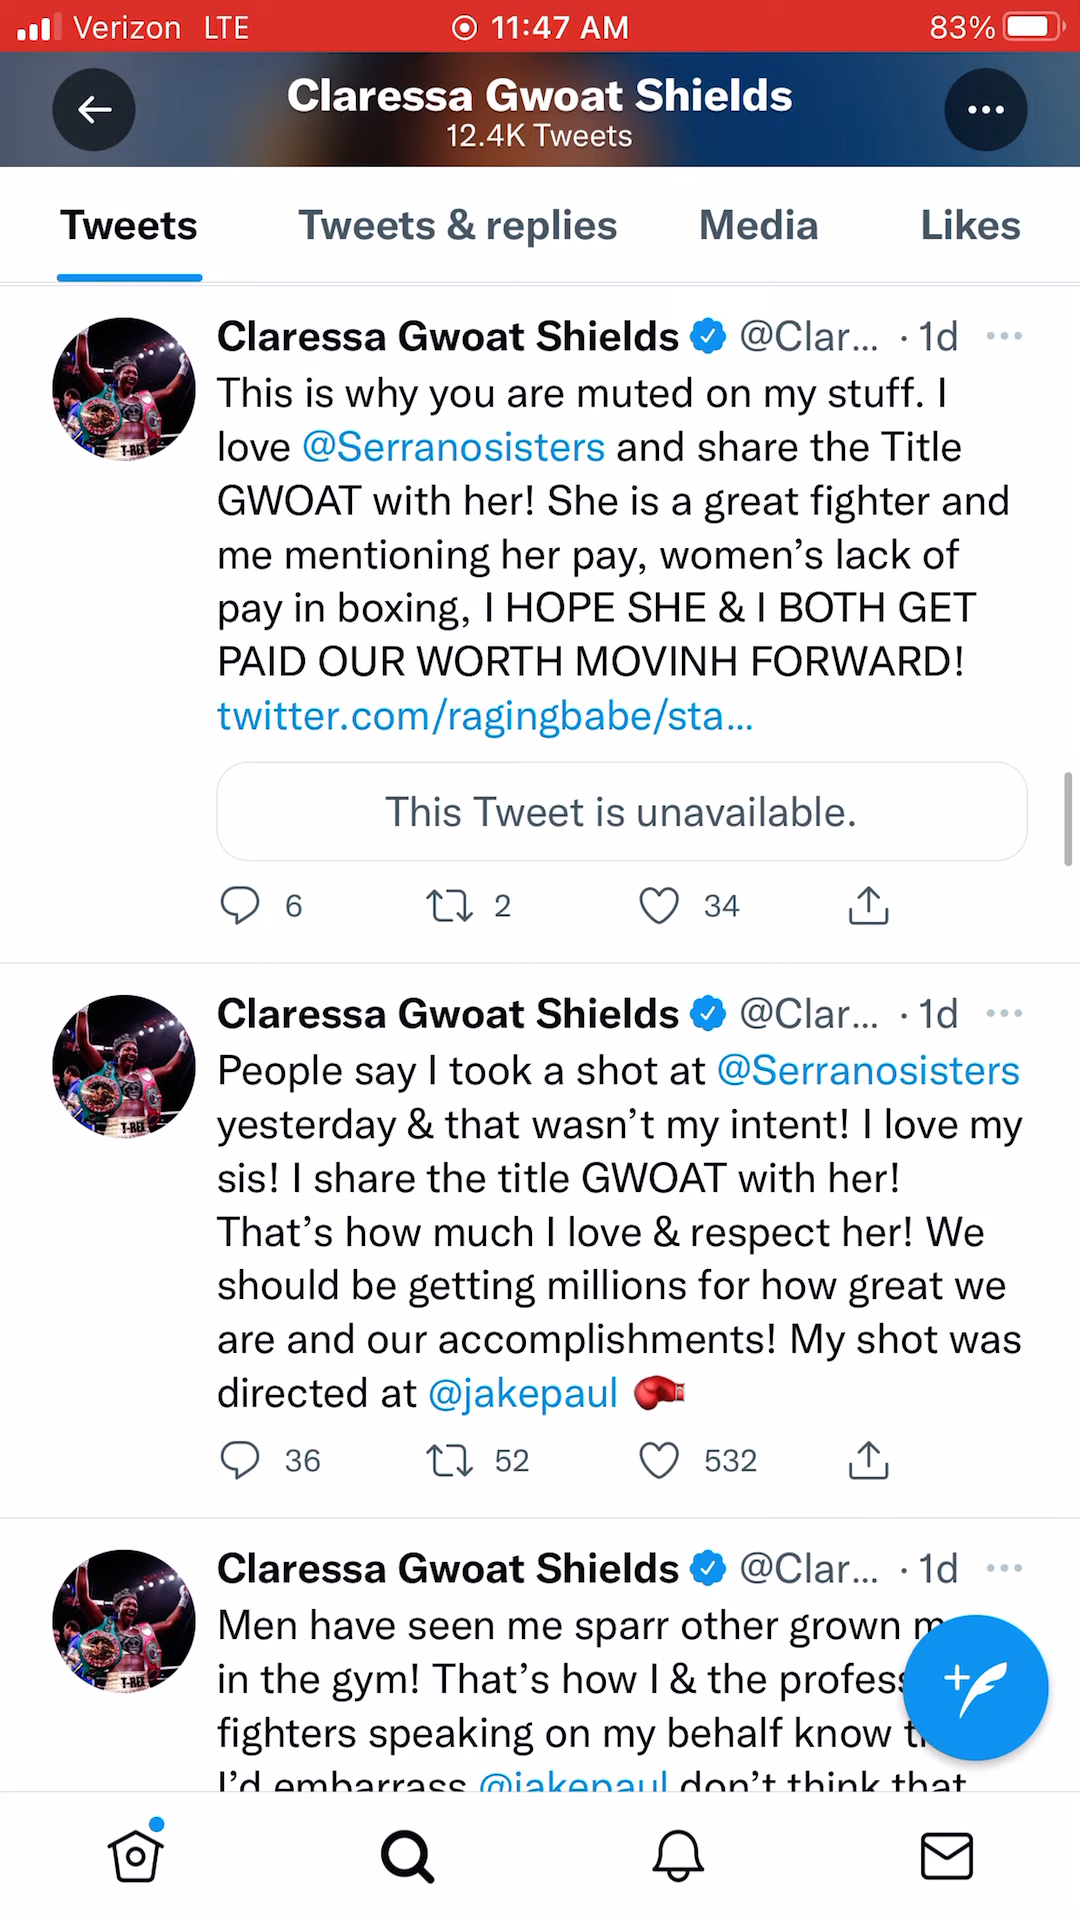 Verizon LTE 11:47 AM 83%
Claressa Gwoat Shields
12.4K Tweets
Tweets Tweets & replies Media Likes
Claressa Gwoat Shields @Clar... · 1d
This is why you are muted on my stuff. I
love @Serranosisters and share the Title
GWOAT with her! She is a great fighter and
me mentioning her pay, women's lack of
pay in boxing, I HOPE SHE & I BOTH GET
PAID OUR WORTH MOVINH FORWARD!
twitter.com/ragingbabe/sta...
This Tweet is unavailable.
6 2 34
Claressa Gwoat Shields @Clar... · 1d
People say I took a shot at @Serranosisters
yesterday & that wasn't my intent! I love my
sis! I share the title GWOAT with her!
That's how much I love & respect her! We
should be getting millions for how great we
are and our accomplishments! My shot was
directed at @jakepaul 🥊
36 52 532
Claressa Gwoat Shields @Clar... · 1d
Men have seen me sparr other grown
in the gym! That's how I & the
fighters speaking on my behalf know
I'd embarrass @jakepaul don't think that
T-REX
T-REX
T-REX